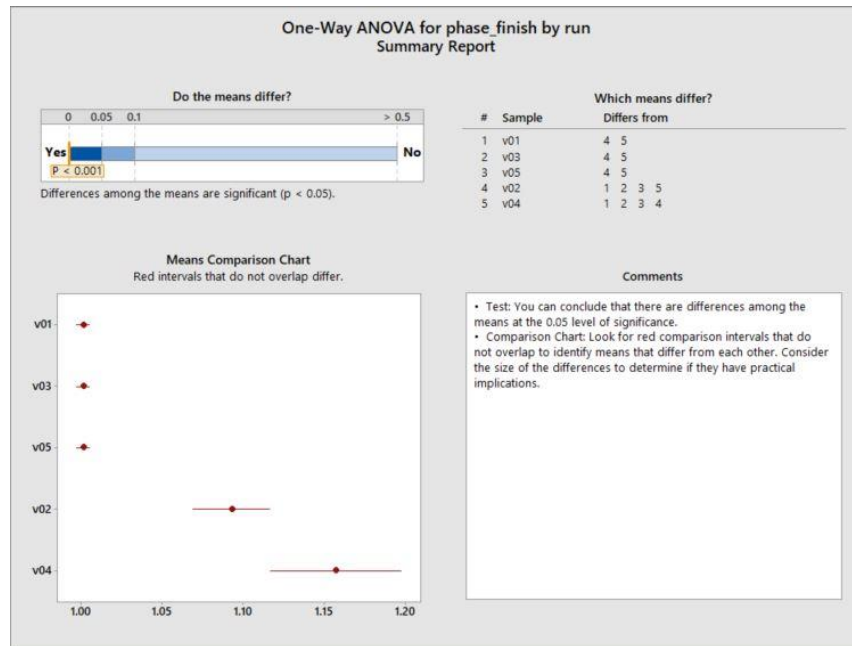 One-Way ANOVA for phase_finish by run
Summary Report
Do the means differ?
0 0.05 0.1 > 0.5
Yes No
P < 0.001
Differences among the means are significant (p < 0.05).
Which means differ?
# Sample Differs from
1 v01 4 5
2 v03 4 5
3 v05 4 5
4 v02 1 2 3 5
5 v04 1 2 3 4
Means Comparison Chart
Red intervals that do not overlap differ.
v01
v03
v05
v02
v04
1.00 1.05 1.10 1.15 1.20
Comments
• Test: You can conclude that there are differences among the
means at the 0.05 level of significance.
• Comparison Chart: Look for red comparison intervals that do
not overlap to identify means that differ from each other. Consider
the size of the differences to determine if they have practical
implications.